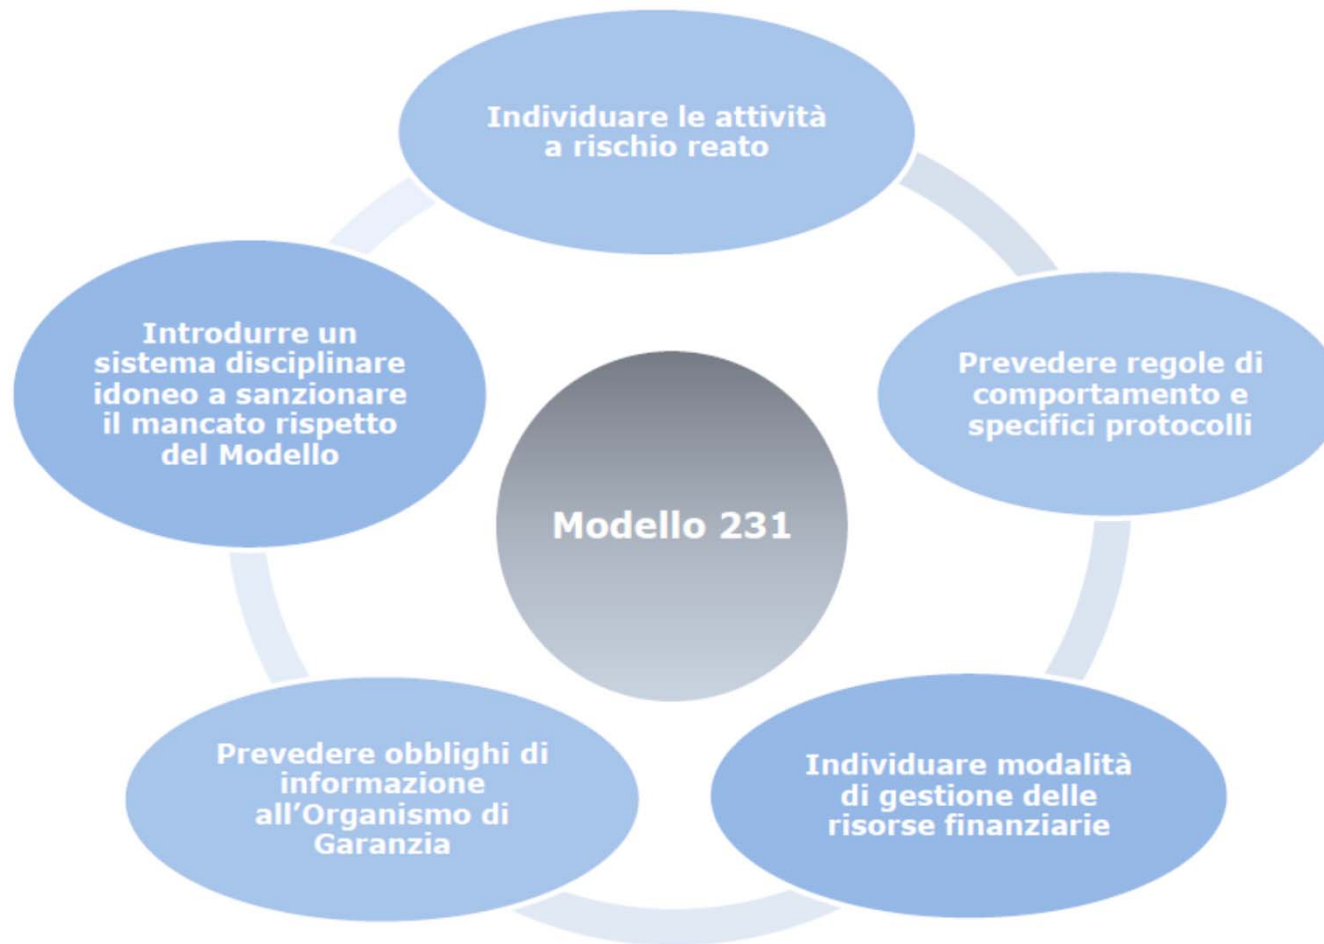 Individuare le attività
a rischio reato
Prevedere regole di
comportamento e
specifici protocolli
Individuare modalità
di gestione delle
risorse finanziarie
Prevedere obblighi di
informazione
all’Organismo di
Garanzia
Introdurre un
sistema disciplinare
idoneo a sanzionare
il mancato rispetto
del Modello
Modello 231